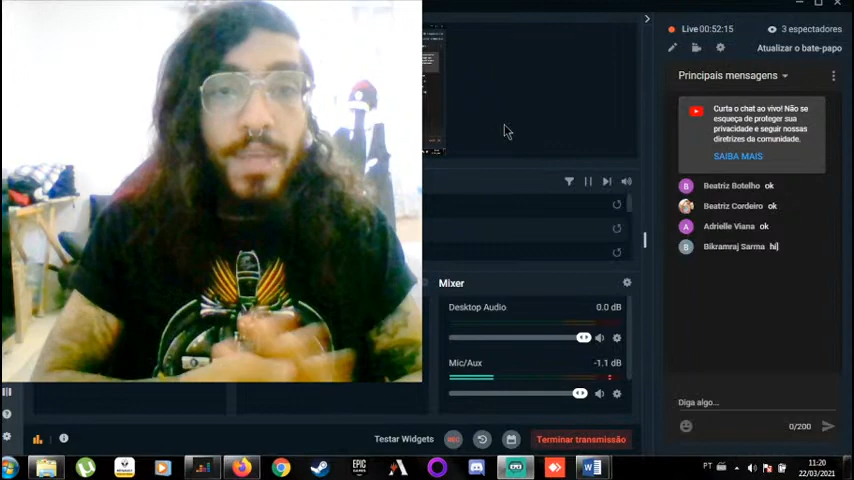 Live 00:52:15
3 espectadores
Atualizar o bate-papo
Principais mensagens
Curta o chat ao vivo! Não se
esqueça de proteger sua
privacidade e seguir nossas
diretrizes da comunidade.
SAIBA MAIS
B Beatriz Botelho ok
Beatriz Cordeiro ok
A Adrielle Viana ok
B Bikramraj Sarma hi]
Mixer
Desktop Audio 0.0 dB
Mic/Aux -1.1 dB
Diga algo...
0/200
Testar Widgets
REC
Terminar transmissão
EPIC
GAMES
W
PT
11:20
22/03/2021